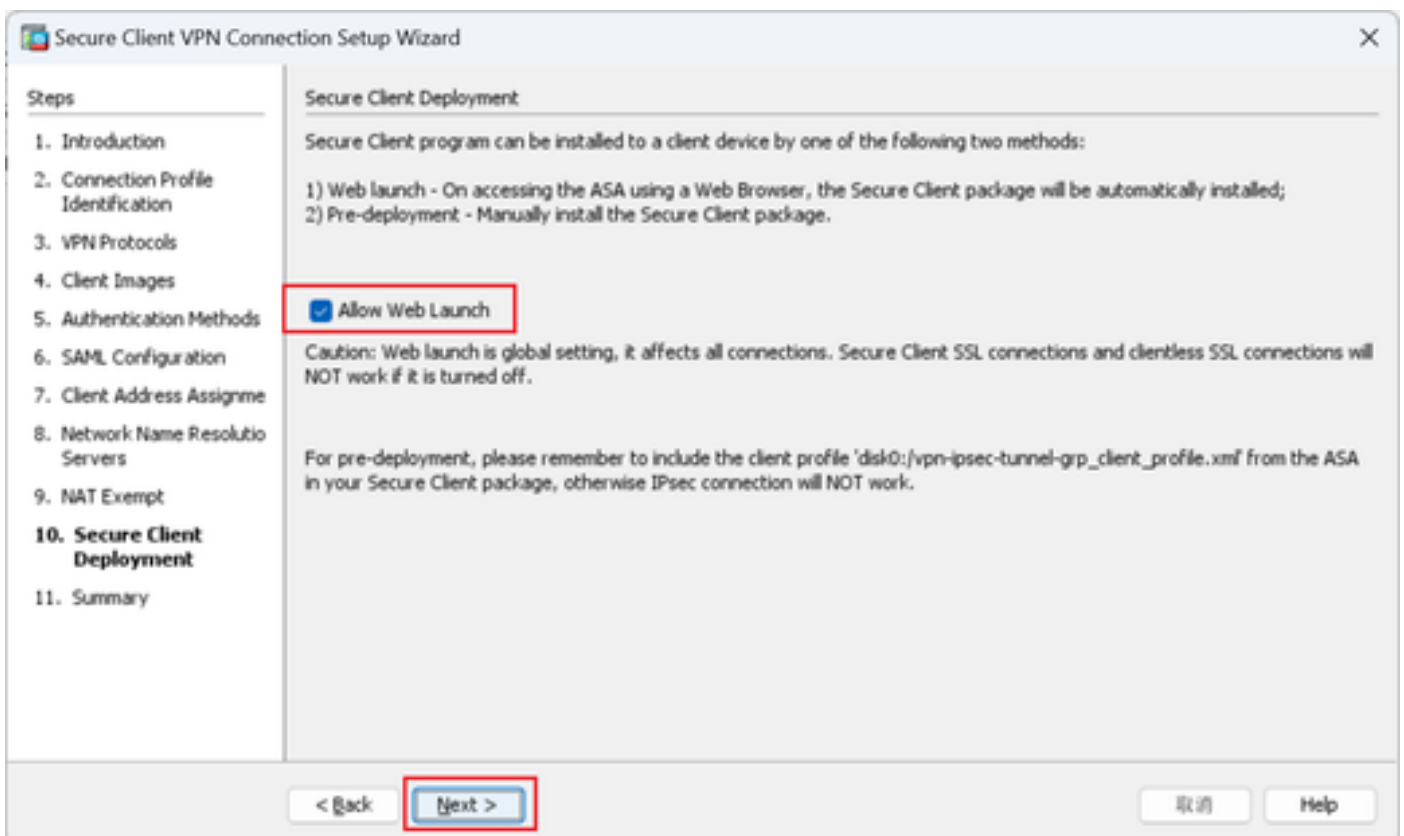 Secure Client VPN Connection Setup Wizard
Steps
1. Introduction
2. Connection Profile
Identification
3. VPN Protocols
4. Client Images
5. Authentication Methods
6. SAML Configuration
7. Client Address Assignme
8. Network Name Resolutio
Servers
9. NAT Exempt
10. Secure Client
Deployment
11. Summary
Secure Client Deployment
Secure Client program can be installed to a client device by one of the following two methods:
1) Web launch - On accessing the ASA using a Web Browser, the Secure Client package will be automatically installed;
2) Pre-deployment - Manually install the Secure Client package.
Allow Web Launch
Caution: Web launch is global setting, it affects all connections. Secure Client SSL connections and clientless SSL connections will
NOT work if it is turned off.
For pre-deployment, please remember to include the client profile 'disk0:/vpn-ipsec-tunnel-grp_client_profile.xml' from the ASA
in your Secure Client package, otherwise IPsec connection will NOT work.
< Back
Next >
取消
Help